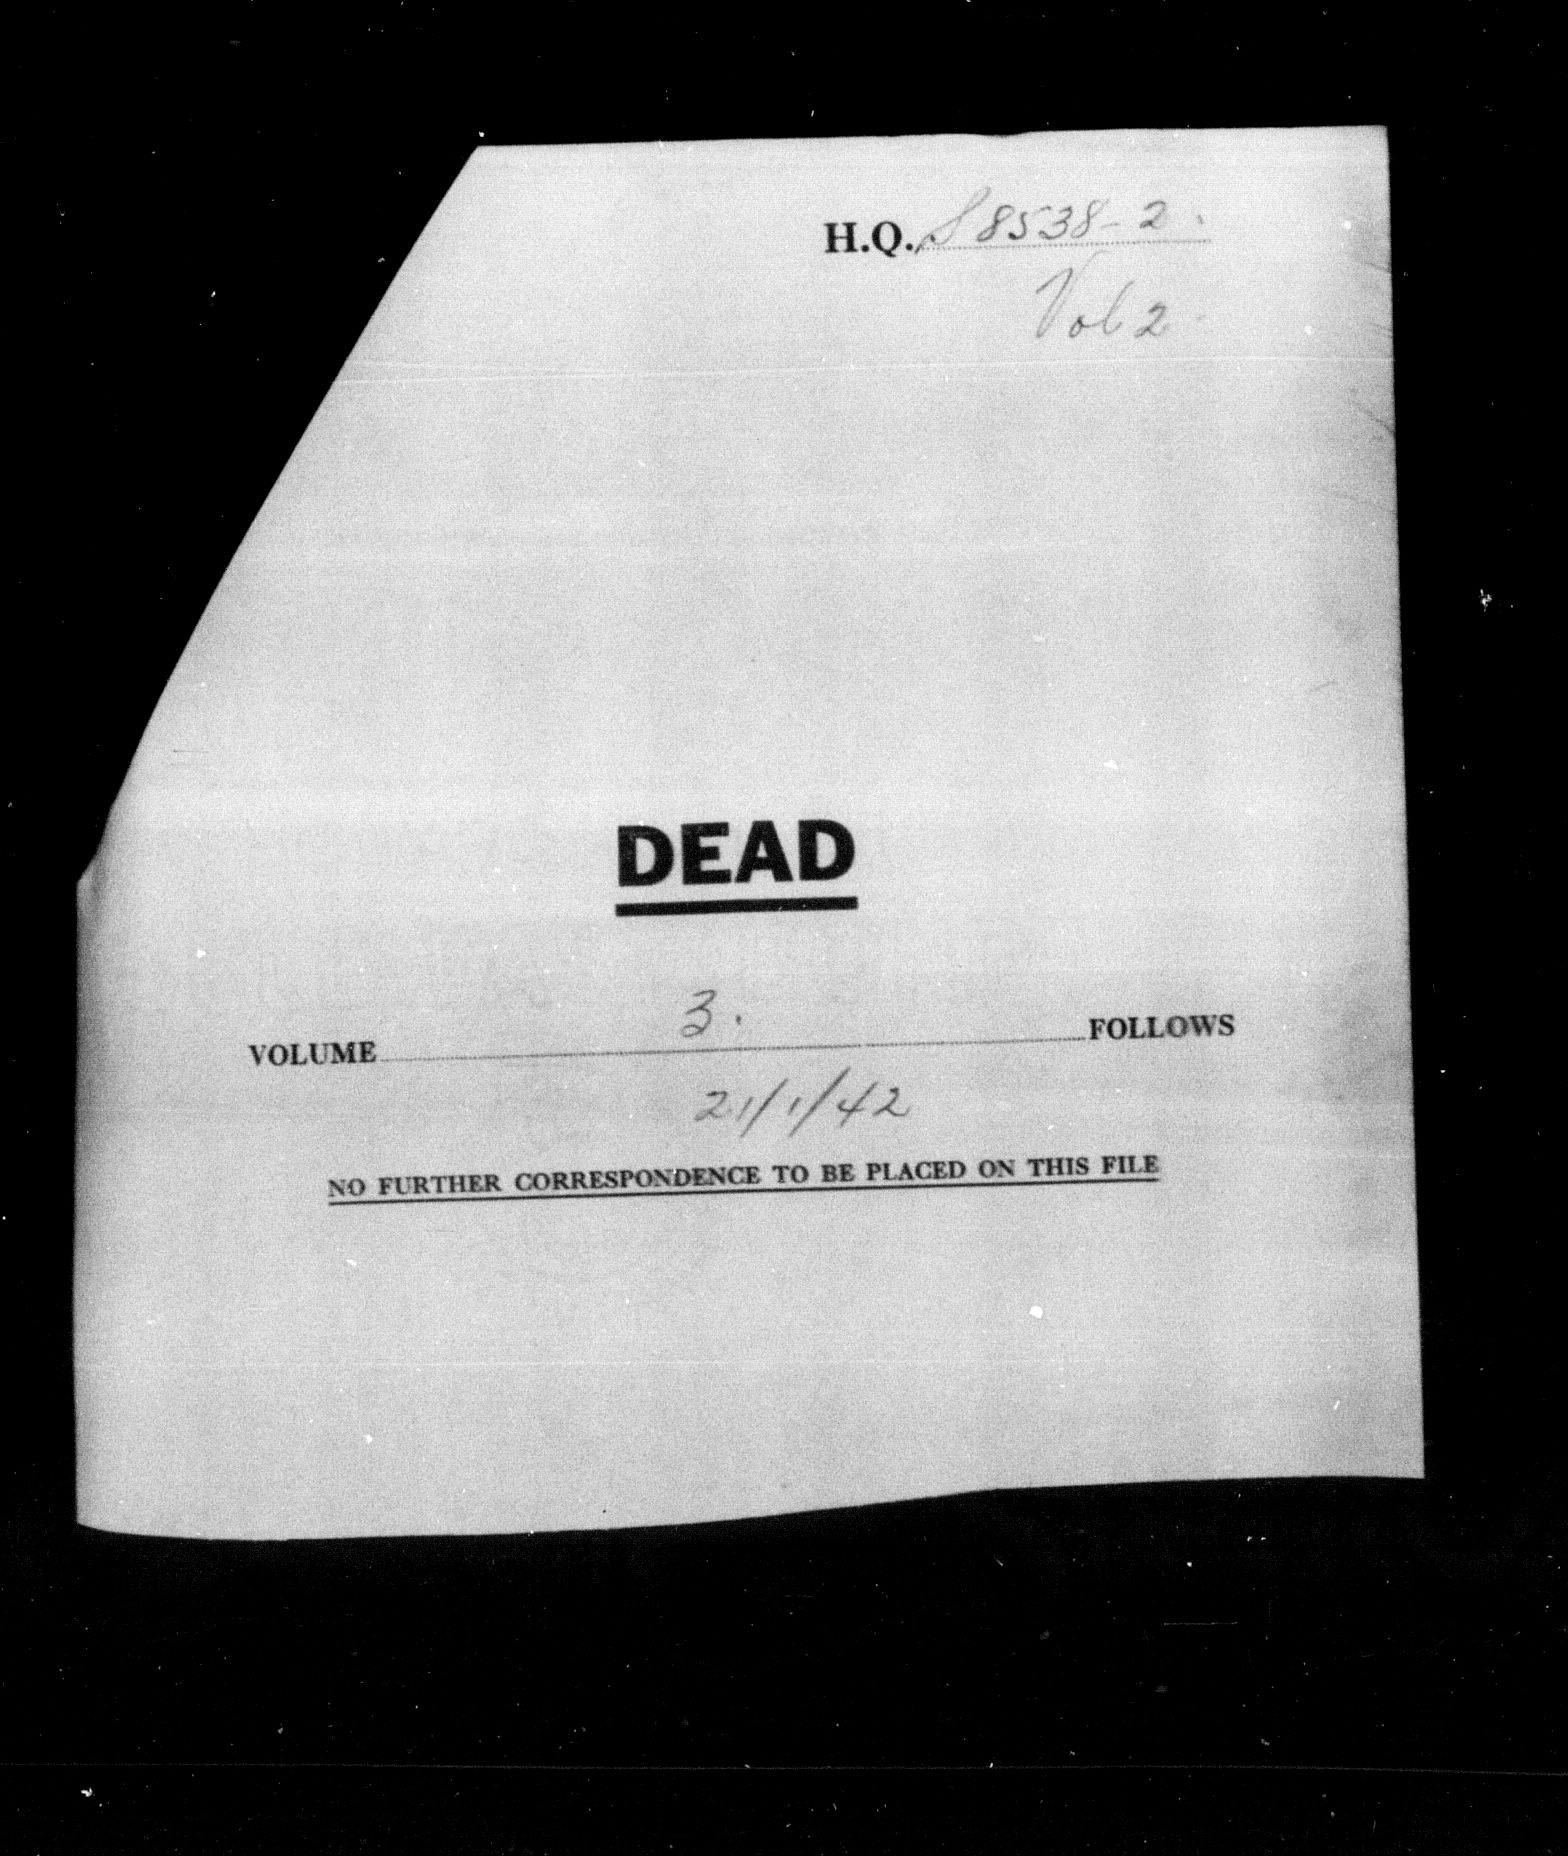 H.Q. S 8538-2.
Vol 2
DEAD
VOLUME 3. FOLLOWS
21/1/42
NO FURTHER CORRESPONDENCE TO BE PLACED ON THIS FILE